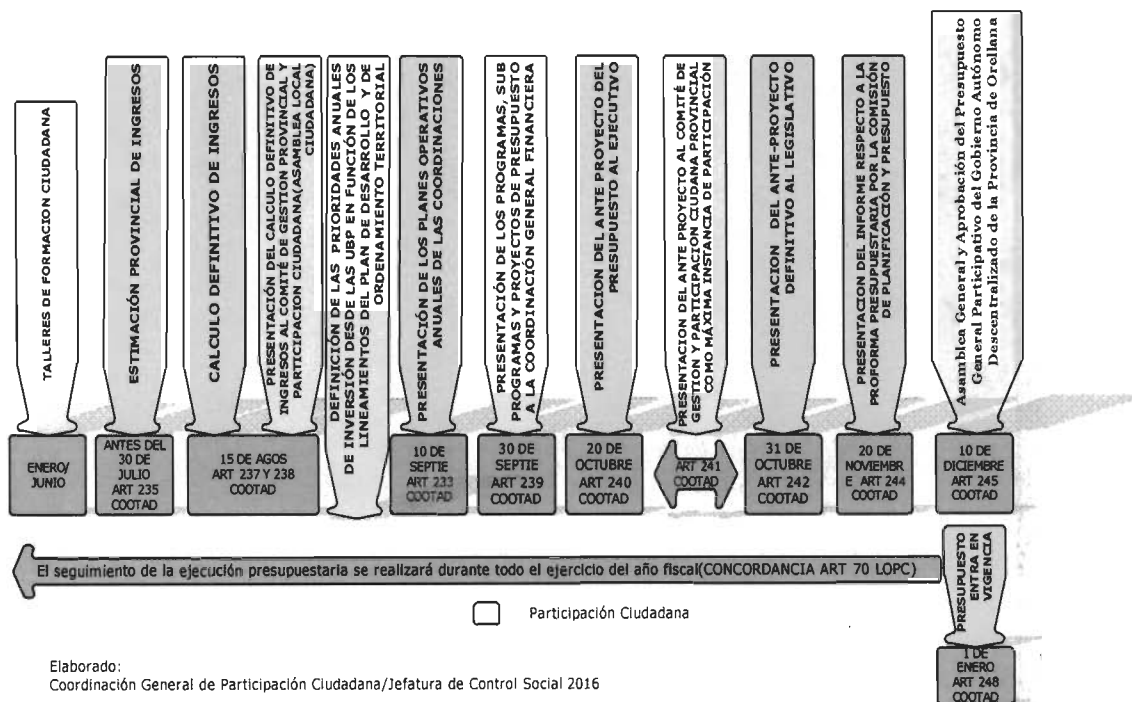 TALLERES DE FORMACION CIUDADANA
ENERO/
JUNIO
ESTIMACIÓN PROVINCIAL DE INGRESOS
ANTES DEL
30 DE
JULIO
ART 235
COOTAD
CALCULO DEFINITIVO DE INGRESOS
PRESENTACIÓN DEL CALCULO DEFINITIVO DE
INGRESOS AL COMITÉ DE GESTION PROVINCIAL Y
PARTICIPACION CIUDADANA(ASAMBLEA LOCAL
CIUDADANA)
15 DE AGOS
ART 237 Y 238
COOTAD
DEFINICIÓN DE LAS PRIORIDADES ANUALES
DE INVERSIÓN DESDE LAS UBP EN FUNCIÓN DE LOS
LINEAMIENTOS DEL PLAN DE DESARROLLO Y DE
ORDENAMIENTO TERRITORIAL
PRESENTACIÓN DE LOS PLANES OPERATIVOS
ANUALES DE LAS COORDINACIONES
10 DE
SEPTIE
ART 233
COOTAD
PRESENTACIÓN DE LOS PROGRAMAS, SUB
PROGRAMAS Y PROYECTOS DE PRESUPUESTO
A LA COORDINACIÓN GENERAL FINANCIERA
30 DE
SEPTIE
ART 239
COOTAD
PRESENTACION DEL ANTE PROYECTO DEL
PRESUPUESTO AL EJECUTIVO
20 DE
OCTUBRE
ART 240
COOTAD
PRESENTACION DEL ANTE PROYECTO AL COMITÉ DE
GESTION Y PARTICIPACIÓN CIUDANA PROVINCIAL
COMO MÁXIMA INSTANCIA DE PARTICIPACIÓN
ART 241
COOTAD
PRESENTACION DEL ANTE-PROYECTO
DEFINITIVO AL LEGISLATIVO
31 DE
OCTUBRE
ART 242
COOTAD
PRESENTACION DEL INFORME RESPECTO A LA
PROFORMA PRESUPUESTARIA POR LA COMISIÓN
DE PLANIFICACIÓN Y PRESUPUESTO
20 DE
NOVIEMBR
E ART 244
COOTAD
Asamblea General y Aprobación del Presupuesto
General Participativo del Gobierno Autónomo
Descentralizado de la Provincia de Orellana
10 DE
DICIEMBRE
ART 245
COOTAD
El seguimiento de la ejecución presupuestaria se realizará durante todo el ejercicio del año fiscal(CONCORDANCIA ART 70 LOPC)
PRESUPUESTO
ENTRA EN
VIGENCIA
1 DE
ENERO
ART 248
COOTAD
Participación Ciudadana
Elaborado:
Coordinación General de Participación Ciudadana/Jefatura de Control Social 2016